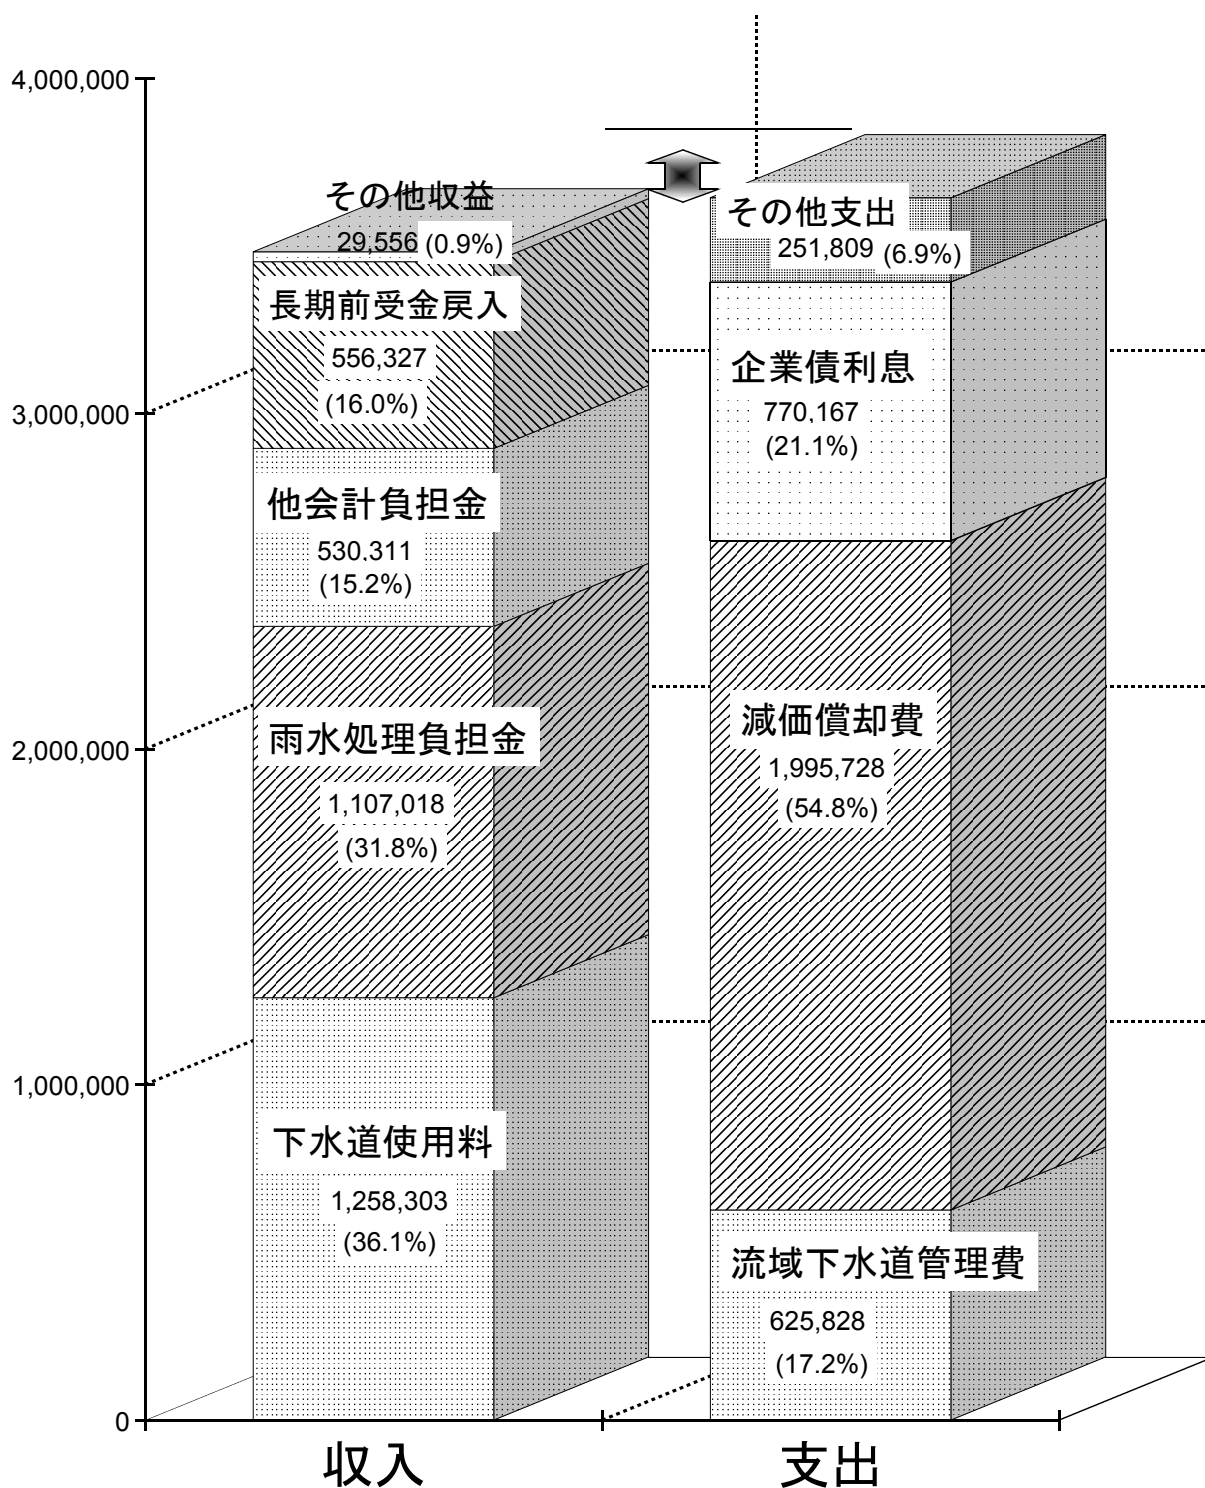 4,000,000
3,000,000
2,000,000
1,000,000
0
その他収益
29,556 (0.9%)
長期前受金戻入
556,327
(16.0%)
他会計負担金
530,311
(15.2%)
雨水処理負担金
1,107,018
(31.8%)
下水道使用料
1,258,303
(36.1%)
収入
その他支出
251,809 (6.9%)
企業債利息
770,167
(21.1%)
減価償却費
1,995,728
(54.8%)
流域下水道管理費
625,828
(17.2%)
支出